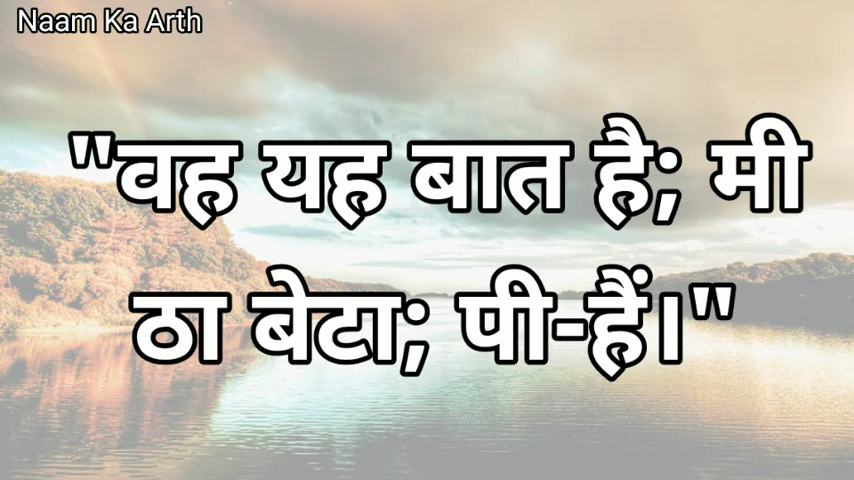 Naam Ka Arth
"वह यह बात है; मी
ठा बेटा; पी-हैं।"